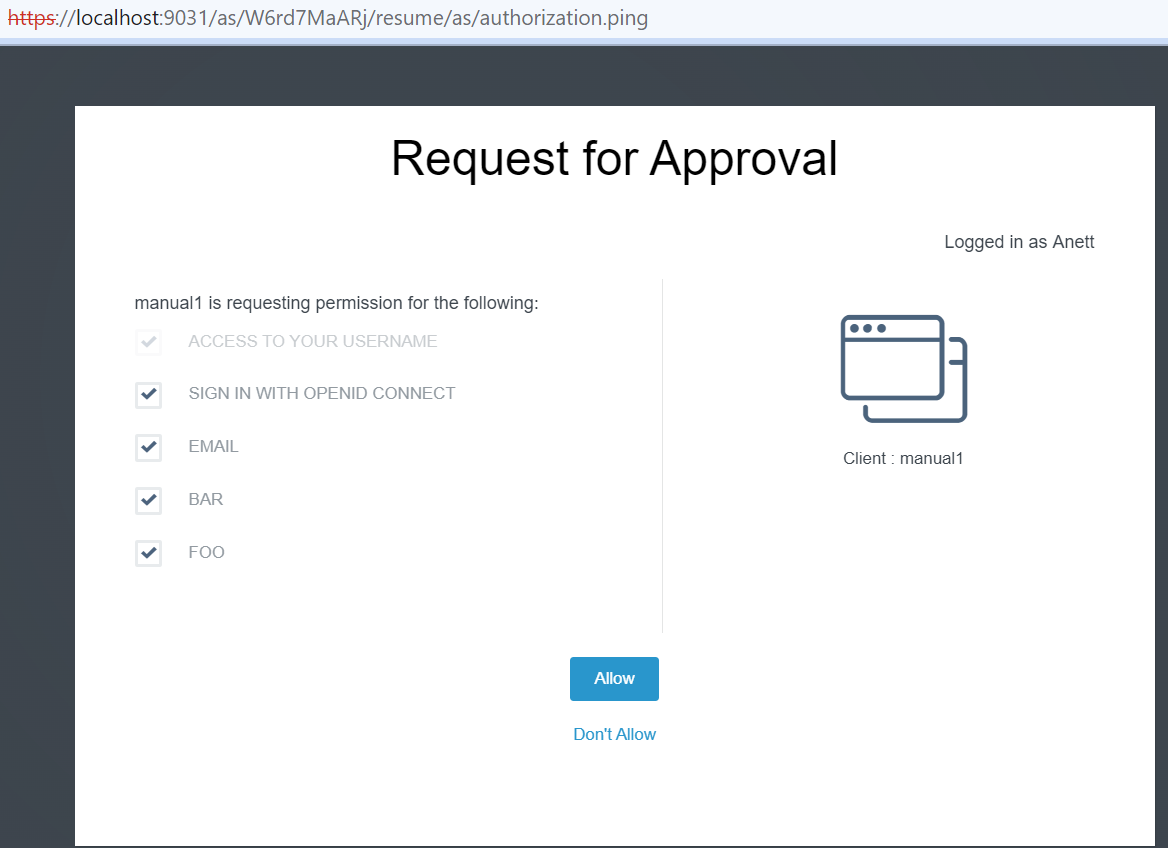 https://localhost:9031/as/W6rd7MaARj/resume/as/authorization.ping
Request for Approval
Logged in as Anett
manual1 is requesting permission for the following:
ACCESS TO YOUR USERNAME
SIGN IN WITH OPENID CONNECT
EMAIL
BAR
FOO
Client : manual1
Allow
Don't Allow